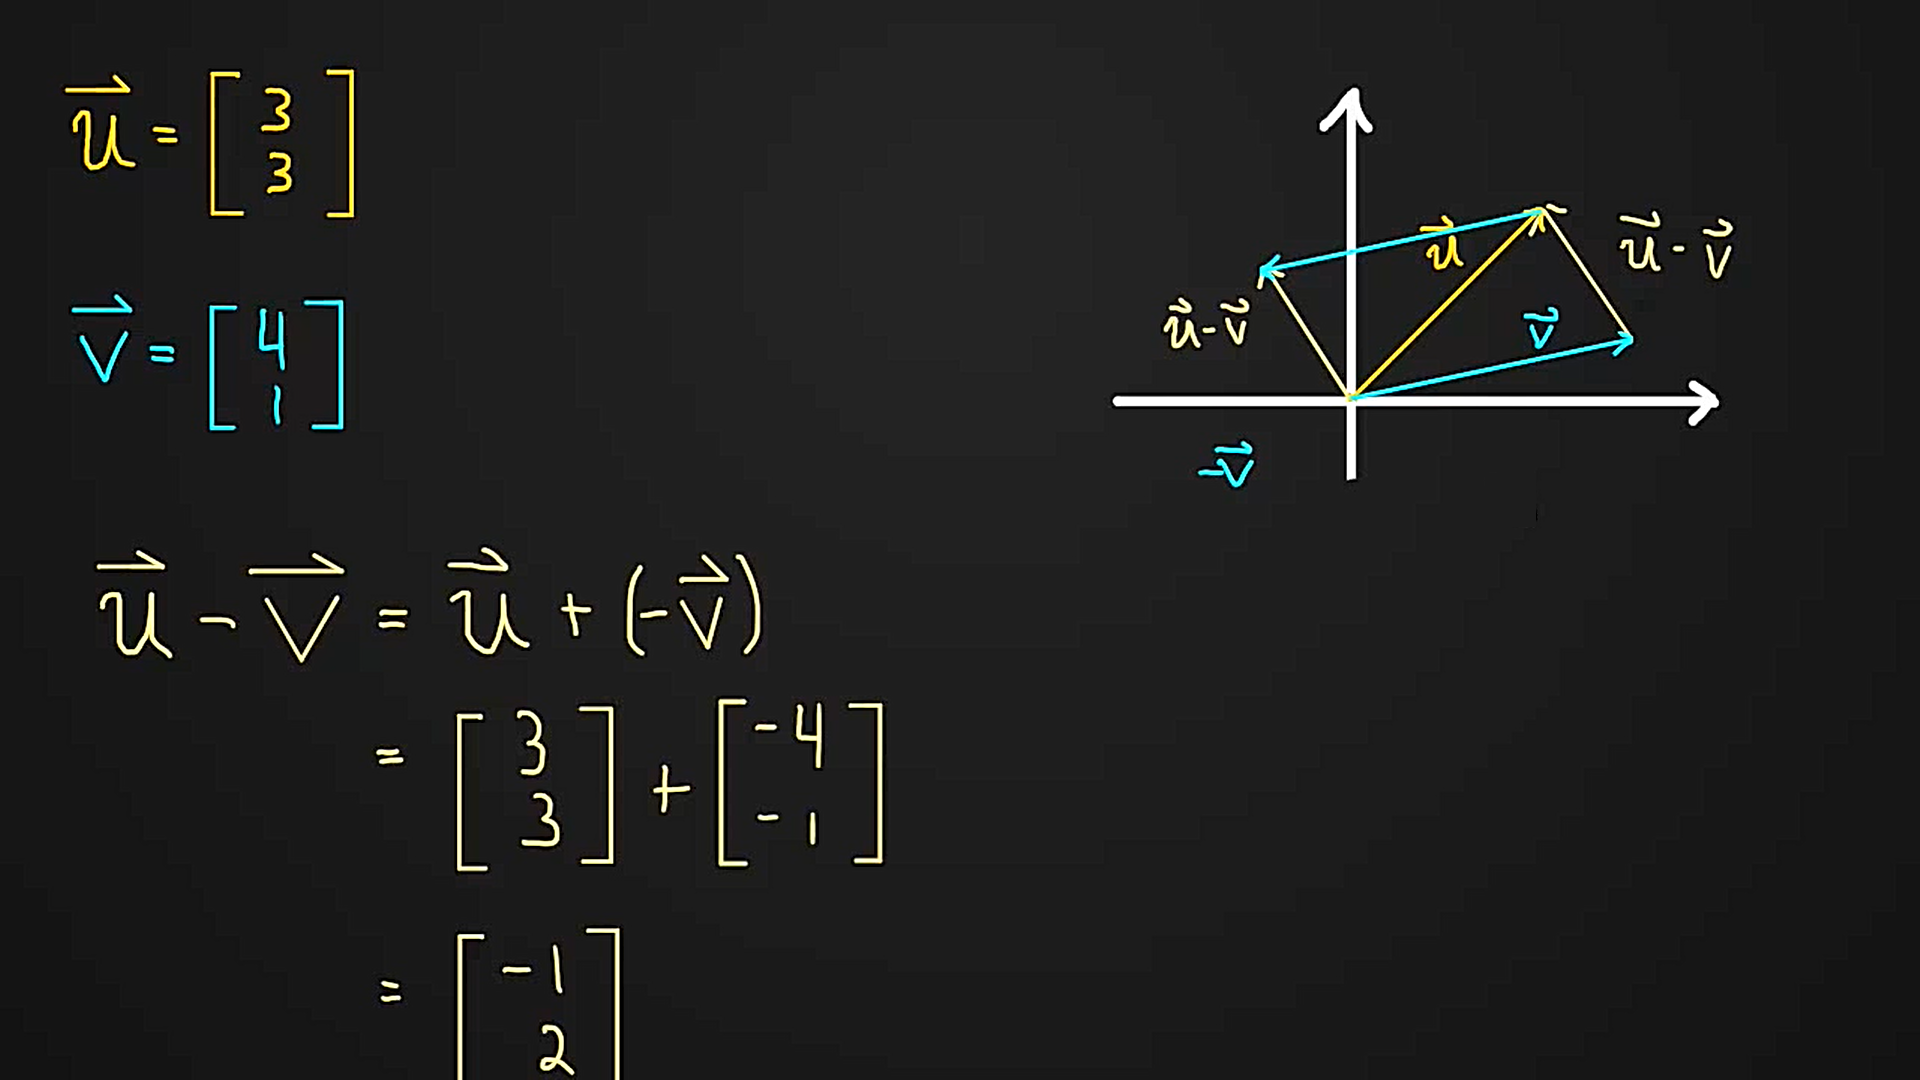 u⃗ = [ 3
3 ]
v⃗ = [ 4
1 ]
u⃗ - v⃗ = u⃗ + (-v⃗)
= [ 3
3 ] + [ -4
-1 ]
= [ -1
2 ]
u⃗
u⃗ - v⃗
u⃗ - v⃗
v⃗
-v⃗